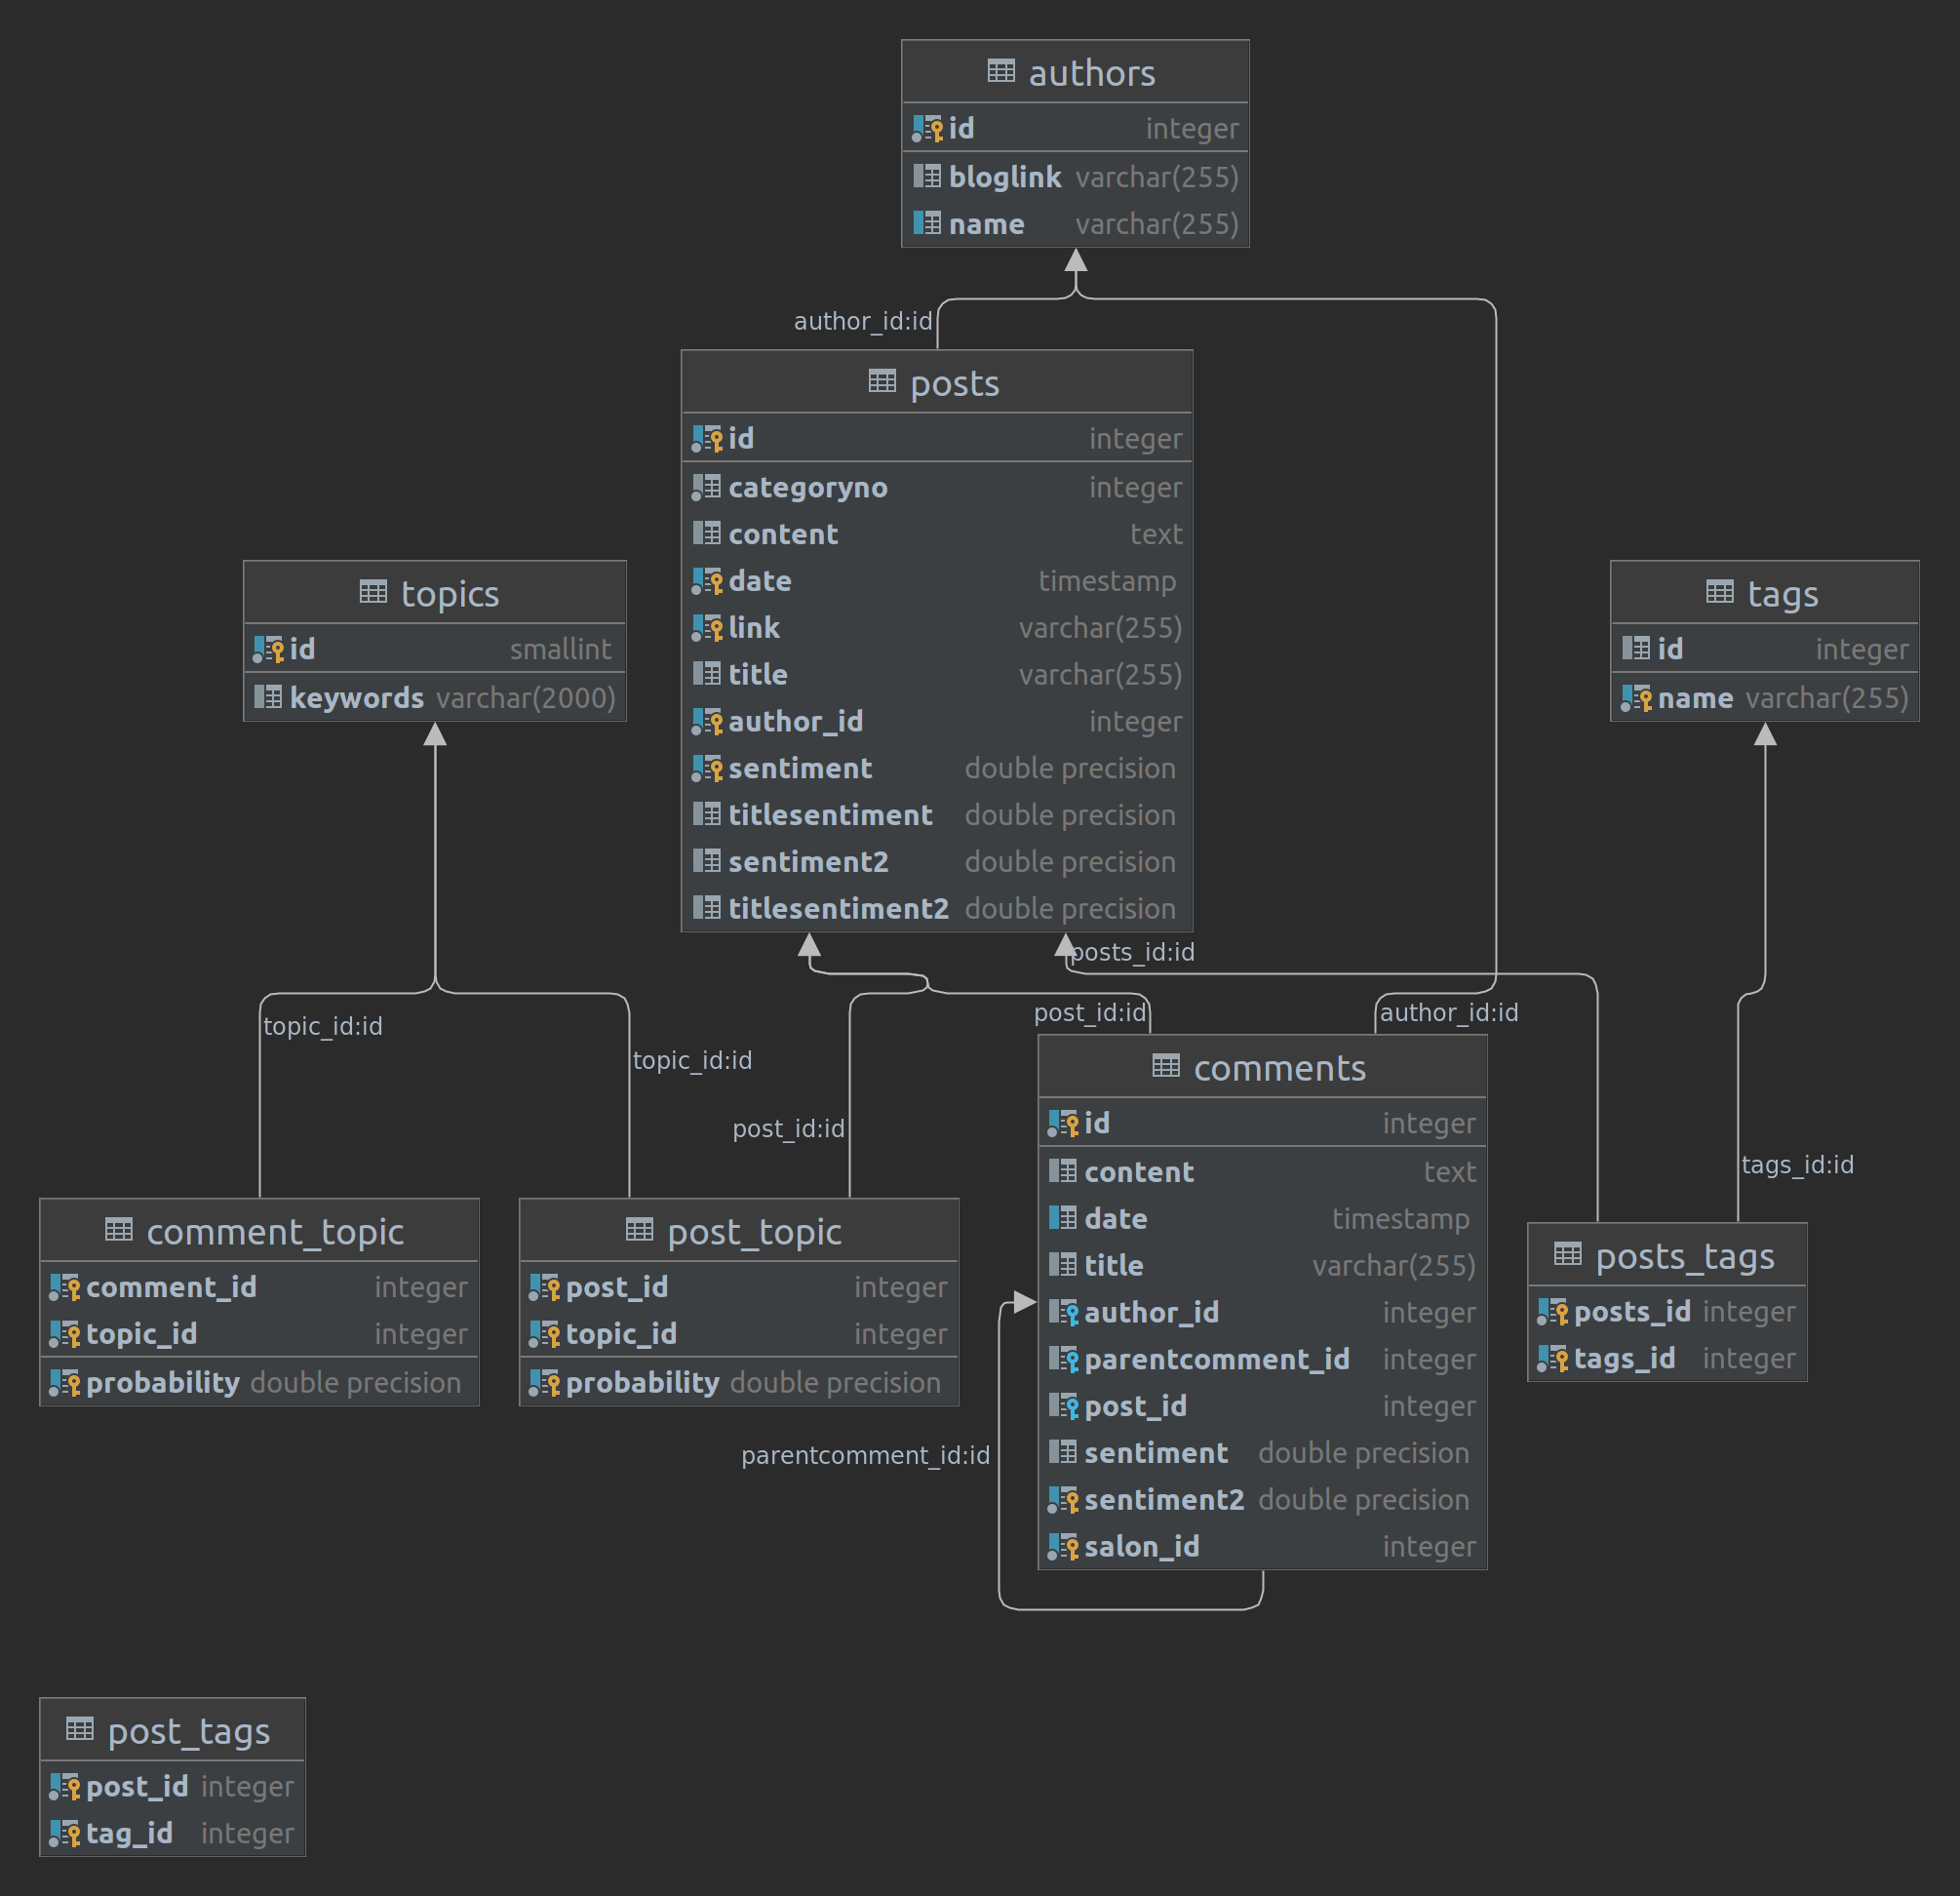 authors
id integer
bloglink varchar(255)
name varchar(255)
author_id:id
posts
id integer
categoryno integer
content text
date timestamp
link varchar(255)
title varchar(255)
author_id integer
sentiment double precision
titlesentiment double precision
sentiment2 double precision
titlesentiment2 double precision
topics
id smallint
keywords varchar(2000)
tags
id integer
name varchar(255)
posts_id:id
post_id:id
author_id:id
topic_id:id
topic_id:id
post_id:id
tags_id:id
comments
id integer
content text
date timestamp
title varchar(255)
author_id integer
parentcomment_id integer
post_id integer
sentiment double precision
sentiment2 double precision
salon_id integer
comment_topic
comment_id integer
topic_id integer
probability double precision
post_topic
post_id integer
topic_id integer
probability double precision
posts_tags
posts_id integer
tags_id integer
parentcomment_id:id
post_tags
post_id integer
tag_id integer